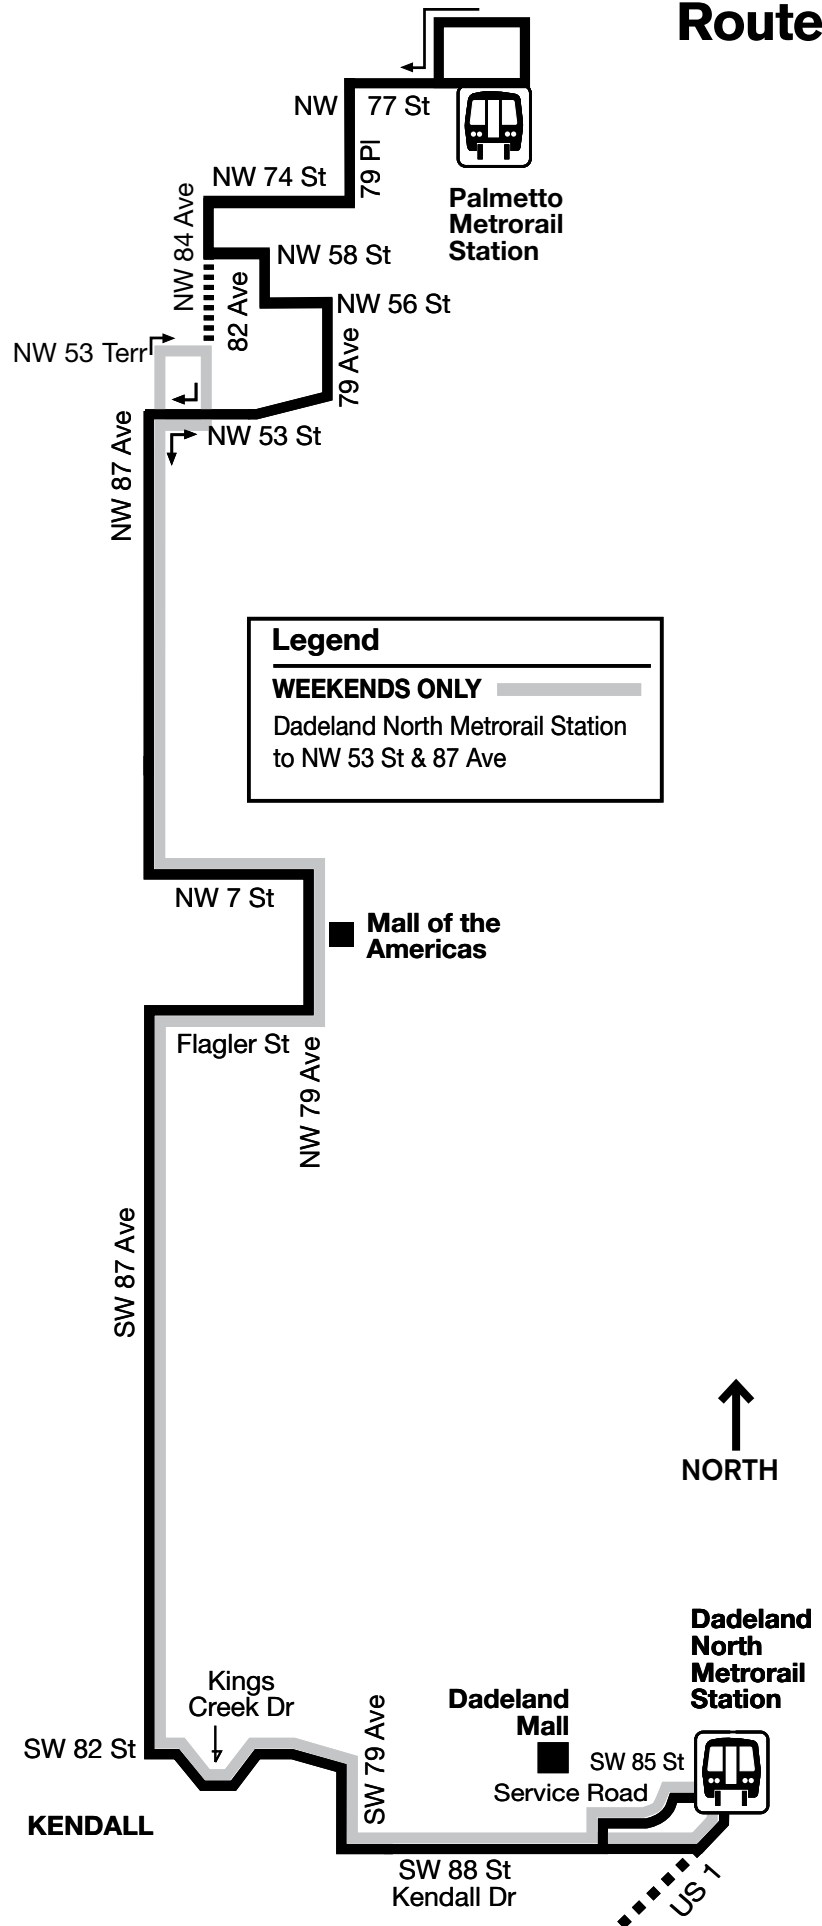 Route
NW 77 St
79 Pl
NW 74 St
Palmetto
Metrorail
Station
NW 84 Ave
NW 58 St
82 Ave
NW 56 St
79 Ave
NW 53 Terr
NW 53 St
NW 87 Ave
Legend
WEEKENDS ONLY
Dadeland North Metrorail Station
to NW 53 St & 87 Ave
NW 7 St
Mall of the
Americas
Flagler St
NW 79 Ave
SW 87 Ave
NORTH
Dadeland
North
Metrorail
Station
Kings
Creek Dr
Dadeland
Mall
SW 79 Ave
SW 82 St
SW 85 St
Service Road
KENDALL
SW 88 St
Kendall Dr
US 1